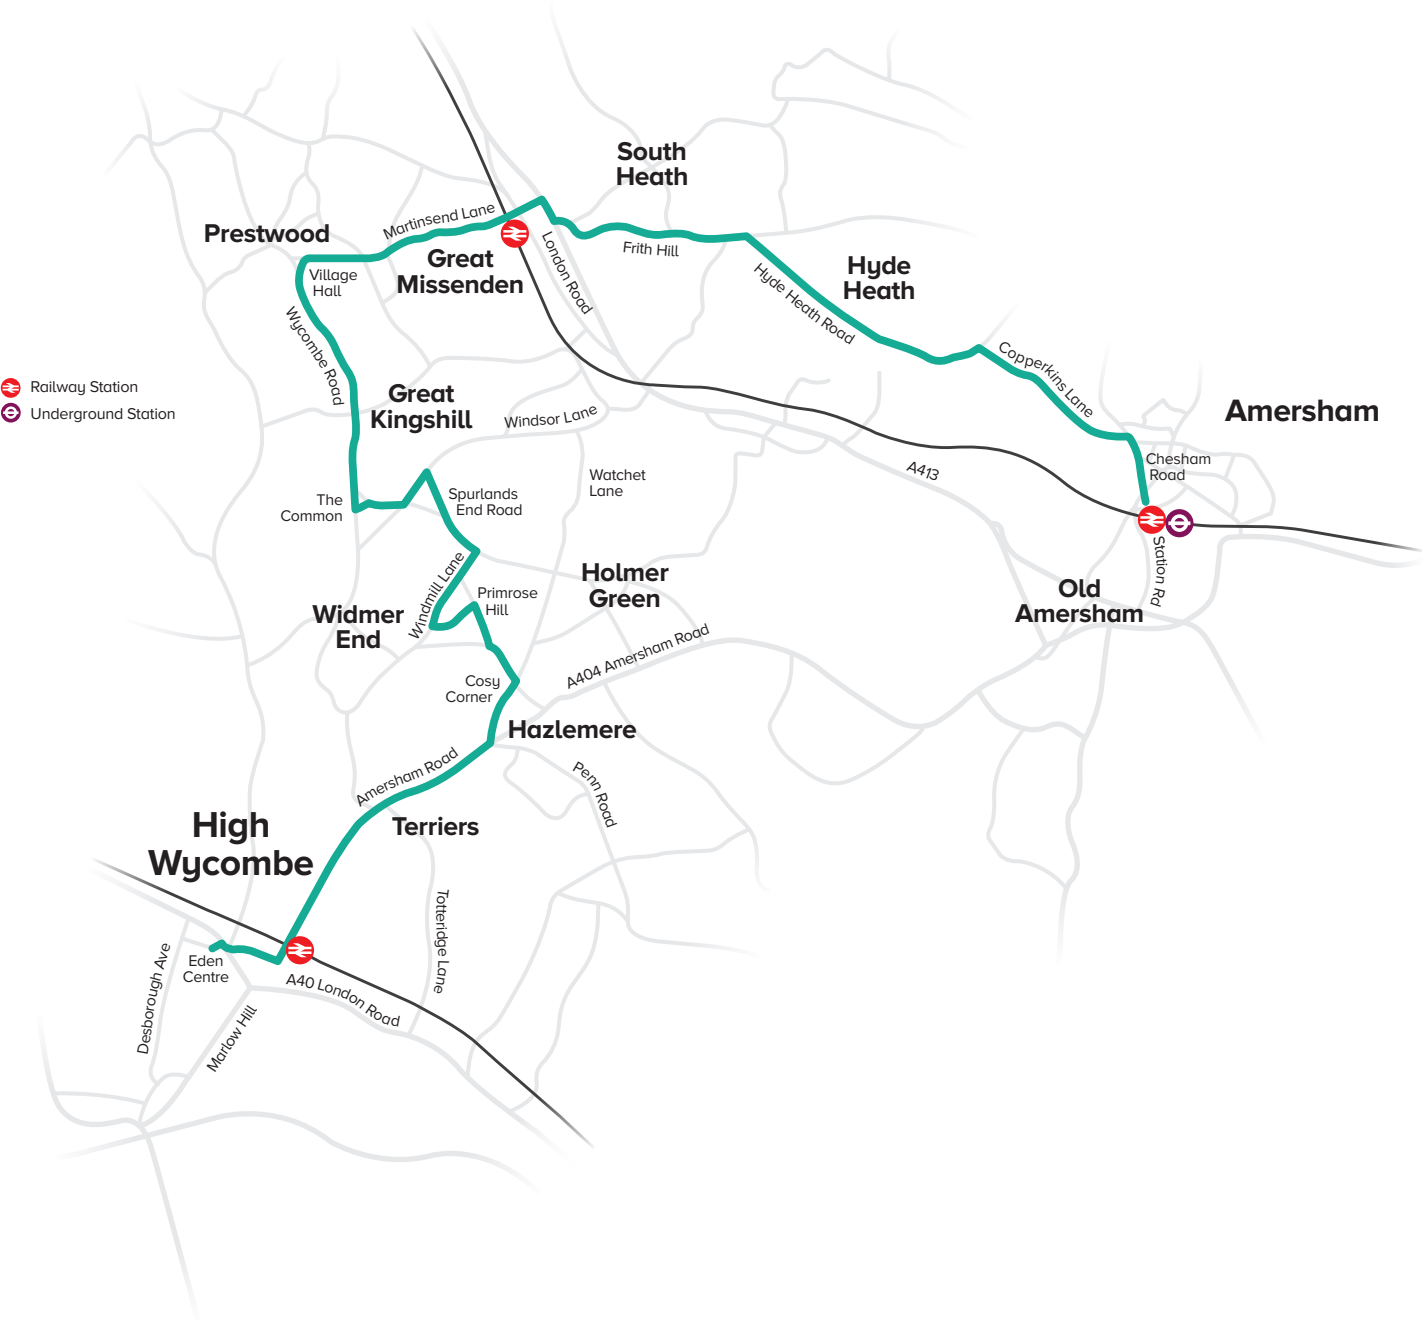 South
Heath
Prestwood
Martinsend Lane
Great
Missenden
London Road
Frith Hill
Hyde
Heath
Hyde Heath Road
Village
Hall
Wycombe Road
Copperkins Lane
Railway Station
Underground Station
Great
Kingshill
Windsor Lane
Amersham
A413
Chesham
Road
Watchet
Lane
The
Common
Spurlands
End Road
Station Rd
Windmill Lane
Holmer
Green
Primrose
Hill
Old
Amersham
Widmer
End
A404 Amersham Road
Cosy
Corner
Hazlemere
Amersham Road
Penn Road
High
Wycombe
Terriers
Totteridge Lane
Desborough Ave
Eden
Centre
A40 London Road
Marlow Hill